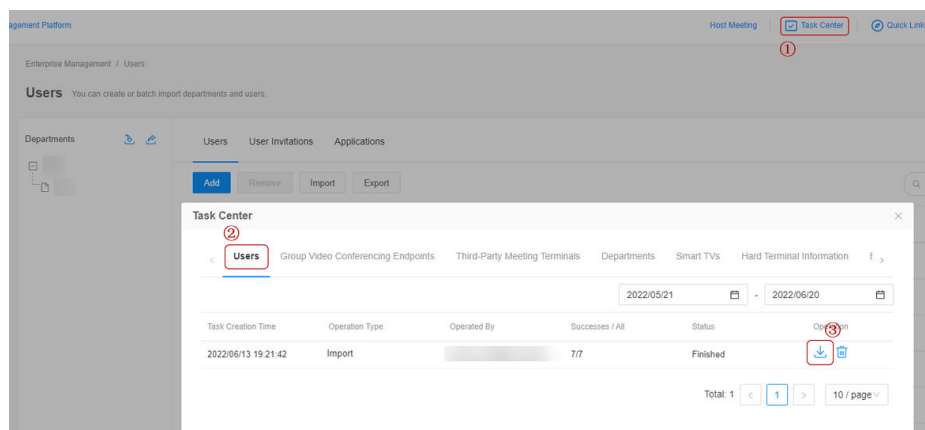 agement Platform Host Meeting Task Center Quick Link
①
Enterprise Management / Users
Users You can create or batch import departments and users.
Departments Users User Invitations Applications
Add Remove Import Export
Task Center
②
Users Group Video Conferencing Endpoints Third-Party Meeting Terminals Departments Smart TVs Hard Terminal Information
2022/05/21 - 2022/06/20
③
Task Creation Time Operation Type Operated By Successes / All Status Operation
2022/06/13 19:21:42 Import 7/7 Finished
Total: 1 < 1 > 10 / page